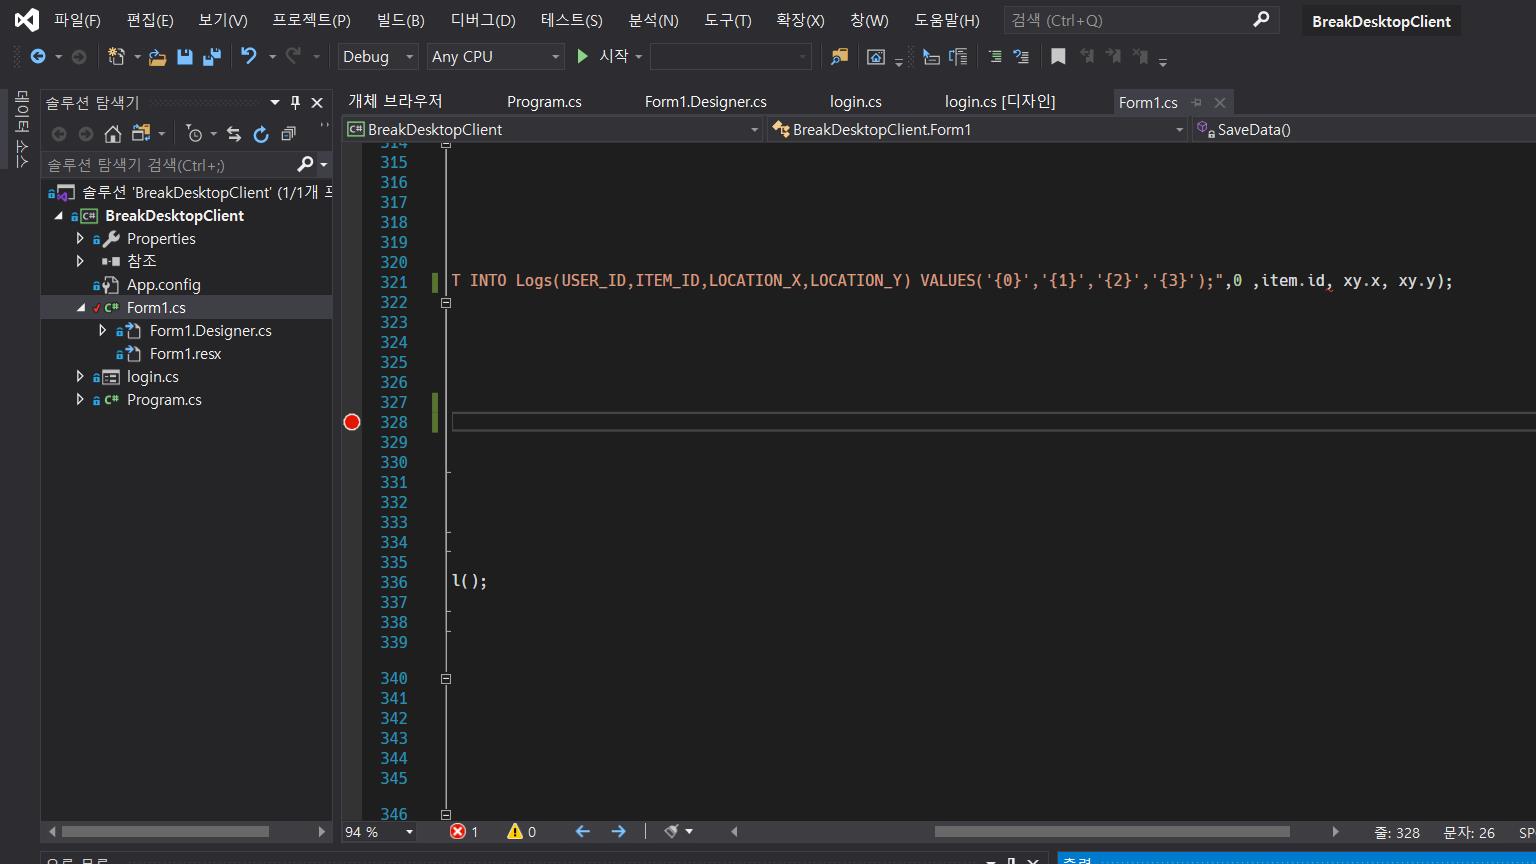 파일(F) 편집(E) 보기(V) 프로젝트(P) 빌드(B) 디버그(D) 테스트(S) 분석(N) 도구(T) 확장(X) 창(W) 도움말(H) 검색 (Ctrl+Q) BreakDesktopClient
Debug Any CPU 시작
데이터 소스
솔루션 탐색기
솔루션 탐색기 검색(Ctrl+;)
솔루션 'BreakDesktopClient' (1/1개 프
BreakDesktopClient
Properties
참조
App.config
Form1.cs
Form1.Designer.cs
Form1.resx
login.cs
Program.cs
개체 브라우저 Program.cs Form1.Designer.cs login.cs login.cs [디자인] Form1.cs
BreakDesktopClient BreakDesktopClient.Form1 SaveData()
314
315
316
317
318
319
320
321 T INTO Logs(USER_ID,ITEM_ID,LOCATION_X,LOCATION_Y) VALUES('{0}','{1}','{2}','{3}');",0 ,item.id, xy.x, xy.y);
322
323
324
325
326
327
328
329
330
331
332
333
334
335
336 l();
337
338
339
340
341
342
343
344
345
346
94 % 1 0 줄: 328 문자: 26 SP
오류 목록 출력